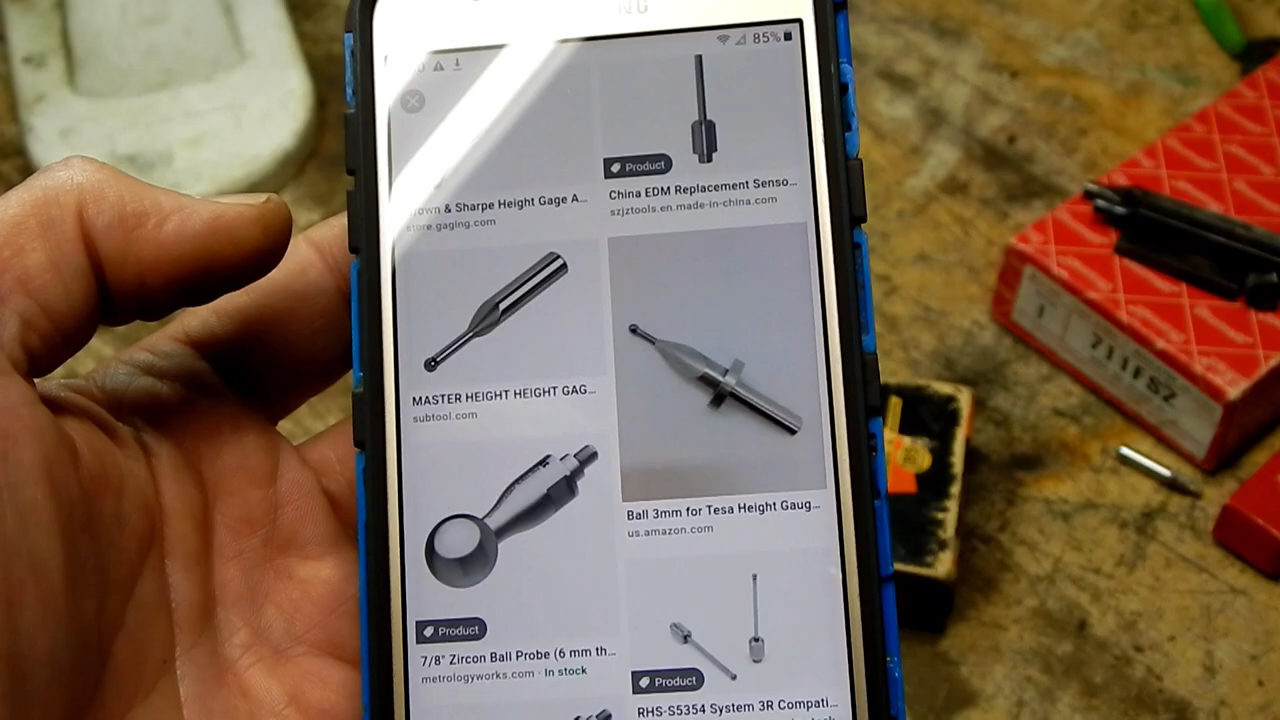 NG
85%
Product
China EDM Replacement Senso...
szjztools.en.made-in-china.com
& Sharpe Height Gage A...
store.gaging.com
MASTER HEIGHT HEIGHT GAG...
subtool.com
Ball 3mm for Tesa Height Gaug...
us.amazon.com
Product
7/8" Zircon Ball Probe (6 mm th...
metrologyworks.com · In stock
Product
RHS-S5354 System 3R Compati...
711FSZ